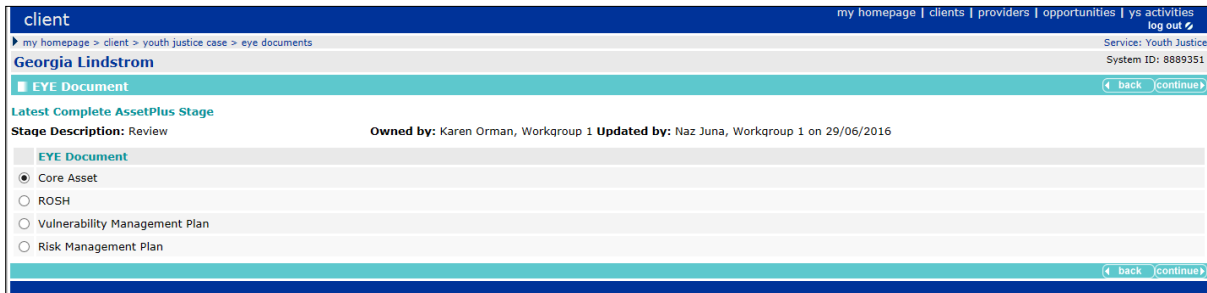 client
my homepage | clients | providers | opportunities | ys activities
log out
my homepage > client > youth justice case > eye documents
Service: Youth Justice
Georgia Lindstrom
System ID: 8889351
EYE Document
back continue
Latest Complete AssetPlus Stage
Stage Description: Review Owned by: Karen Orman, Workgroup 1 Updated by: Naz Juna, Workgroup 1 on 29/06/2016
EYE Document
Core Asset
ROSH
Vulnerability Management Plan
Risk Management Plan
back continue